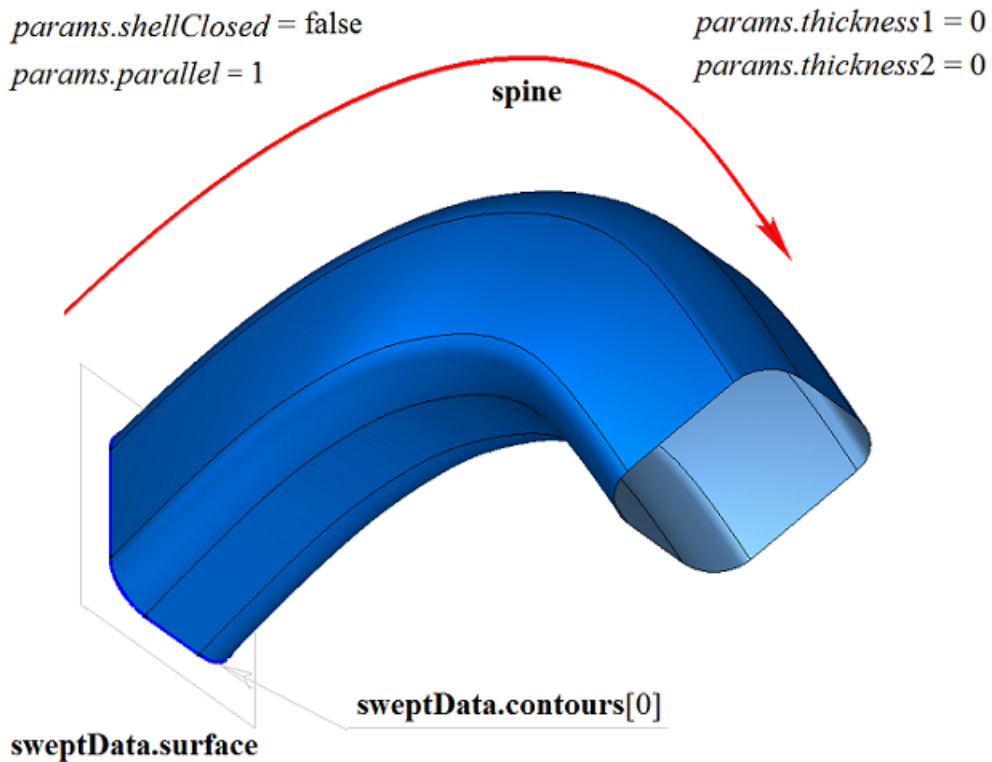 params.shellClosed = false
params.parallel = 1
params.thickness1 = 0
params.thickness2 = 0
spine
sweptData.contours[0]
sweptData.surface